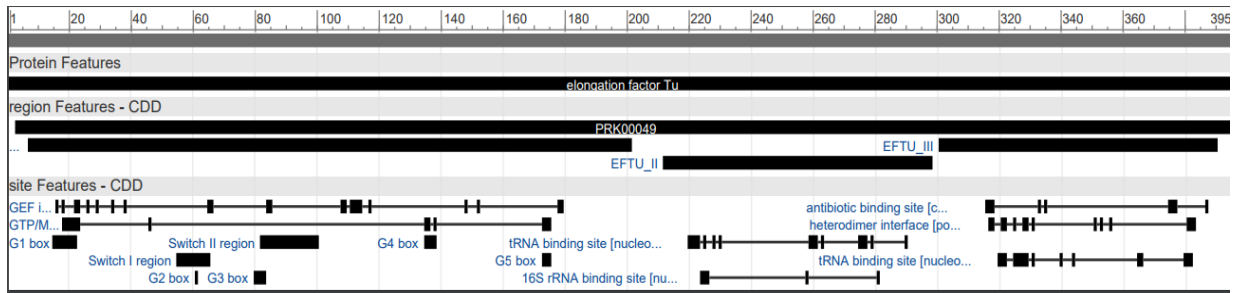 1 20 40 60 80 100 120 140 160 180 200 220 240 260 280 300 320 340 360 395
Protein Features
elongation factor Tu
region Features - CDD
PRK00049
... EFTU_III
EFTU_II
site Features - CDD
GEF i... antibiotic binding site [c...
GTP/M... heterodimer interface [po...
G1 box Switch II region G4 box tRNA binding site [nucleo...
Switch I region G5 box tRNA binding site [nucleo...
G2 box G3 box 16S rRNA binding site [nu...